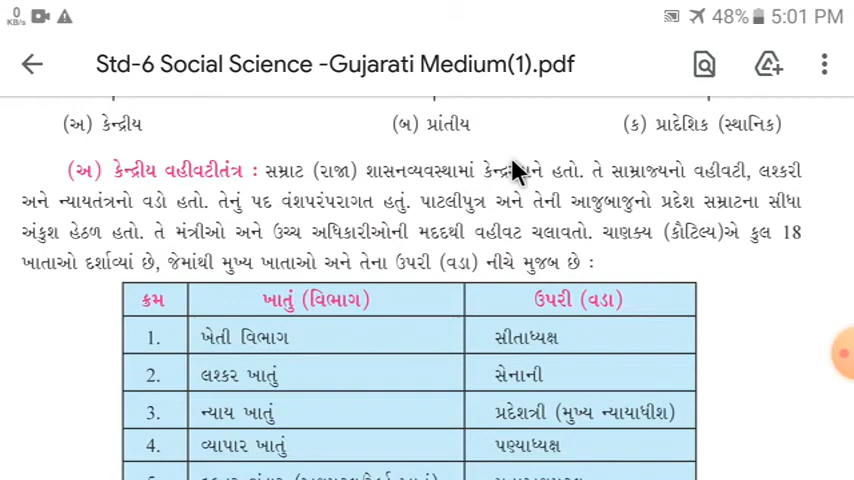 0
KB/s
48% 5:01 PM
Std-6 Social Science -Gujarati Medium(1).pdf
(અ) કેન્દ્રીય (બ) પ્રાંતીય (ક) પ્રાદેશિક (સ્થાનિક)
(અ) કેન્દ્રીય વહીવટીતંત્ર : સમ્રાટ (રાજા) શાસનવ્યવસ્થામાં હતો. તે સામ્રાજ્યનો વહીવટી, લશ્કરી
અને ન્યાયતંત્રનો વડો હતો. તેનું પદ વંશપરંપરાગત હતું. પાટલીપુત્ર અને તેની આજુબાજુનો પ્રદેશ સમ્રાટના સીધા
અંકુશ હેઠળ હતો. તે મંત્રીઓ અને ઉચ્ચ અધિકારીઓની મદદથી વહીવટ ચલાવતો. ચાણક્ય (કૌટિલ્ય)એ કુલ 18
ખાતાઓ દર્શાવ્યાં છે, જેમાંથી મુખ્ય ખાતાઓ અને તેના ઉપરી (વડા) નીચે મુજબ છે :
ક્રમ ખાતું (વિભાગ) ઉપરી (વડા)
1. ખેતી વિભાગ સીતાધ્યક્ષ
2. લશ્કર ખાતું સેનાની
3. ન્યાય ખાતું પ્રદેશત્રી (મુખ્ય ન્યાયાધીશ)
4. વ્યાપાર ખાતું પણ્યાધ્યક્ષ